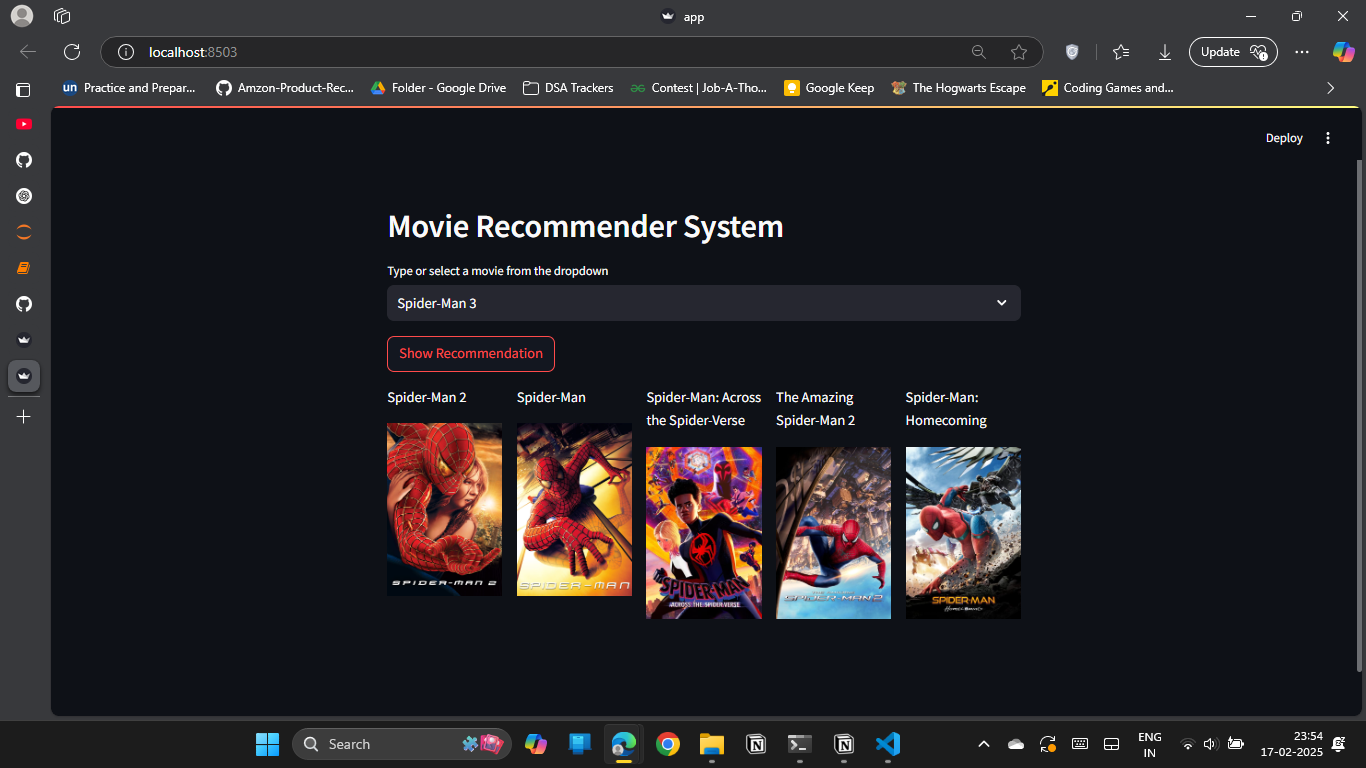 app
localhost:8503
Update
un Practice and Prepar...
Amzon-Product-Rec...
Folder - Google Drive
DSA Trackers
Contest | Job-A-Tho...
Google Keep
The Hogwarts Escape
Coding Games and...
Deploy
Movie Recommender System
Type or select a movie from the dropdown
Spider-Man 3
Show Recommendation
Spider-Man 2
Spider-Man
Spider-Man: Across
the Spider-Verse
The Amazing
Spider-Man 2
Spider-Man:
Homecoming
SPIDER-MAN 2
SPIDER-MAN
SPIDER-MAN
ACROSS THE SPIDER-VERSE
SPIDER-MAN 2
SPIDER-MAN
Search
ENG
IN
23:54
17-02-2025